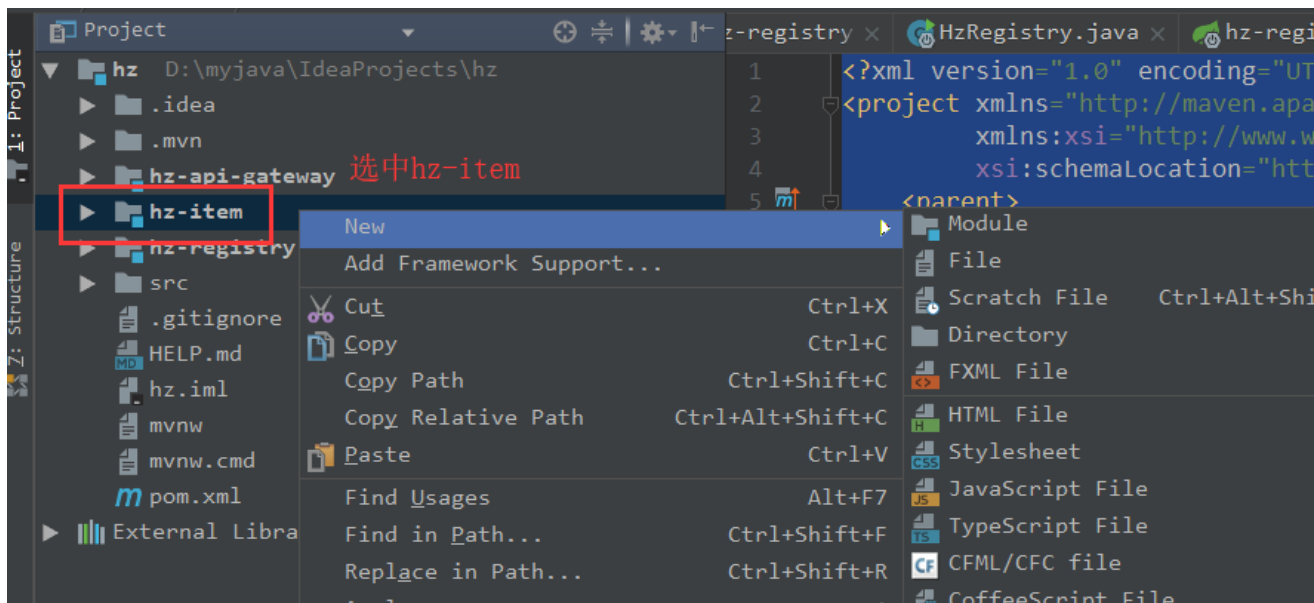 Project
z-registry
HzRegistry.java
hz-regi
1: Project
Z: Structure
hz D:\myjava\IdeaProjects\hz
.idea
.mvn
hz-api-gateway
选中hz-item
hz-item
hz-registry
src
.gitignore
HELP.md
hz.iml
mvnw
mvnw.cmd
pom.xml
External Libra
1 <?xml version="1.0" encoding="UT
2 <project xmlns="http://maven.apa
3 xmlns:xsi="http://www.w
4 xsi:schemaLocation="htt
5 <parent>
New
Add Framework Support...
Cut Ctrl+X
Copy Ctrl+C
Copy Path Ctrl+Shift+C
Copy Relative Path Ctrl+Alt+Shift+C
Paste Ctrl+V
Find Usages Alt+F7
Find in Path... Ctrl+Shift+F
Replace in Path... Ctrl+Shift+R
Module
File
Scratch File Ctrl+Alt+Shi
Directory
FXML File
HTML File
Stylesheet
JavaScript File
TypeScript File
CFML/CFC file
CoffeeScript File